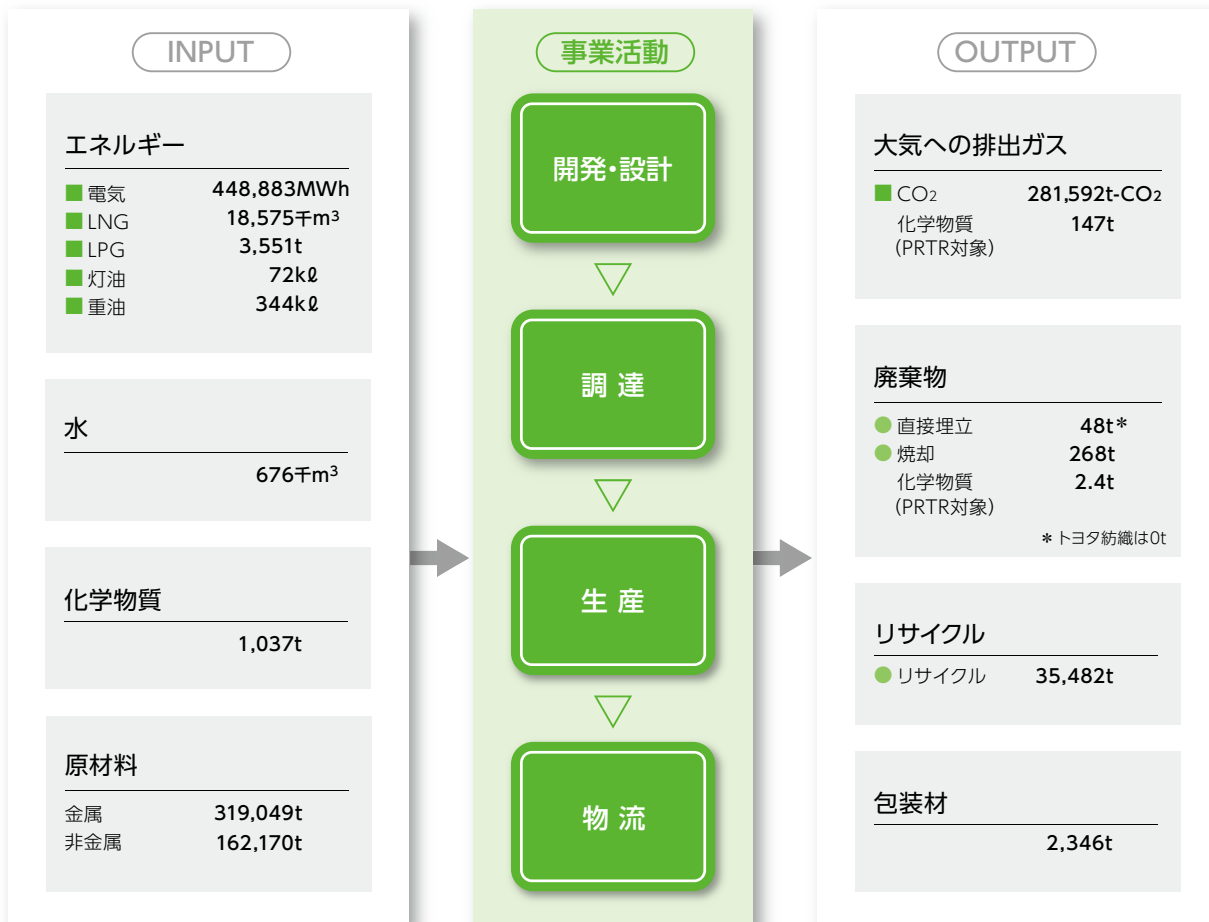 INPUT
エネルギー
電気 448,883MWh
LNG 18,575千m³
LPG 3,551t
灯油 72kℓ
重油 344kℓ
水
676千m³
化学物質
1,037t
原材料
金属 319,049t
非金属 162,170t
事業活動
開発・設計
調達
生産
物流
OUTPUT
大気への排出ガス
CO₂ 281,592t-CO₂
化学物質 147t
(PRTR対象)
廃棄物
直接埋立 48t*
焼却 268t
化学物質 2.4t
(PRTR対象)
* トヨタ紡織は0t
リサイクル
リサイクル 35,482t
包装材
2,346t